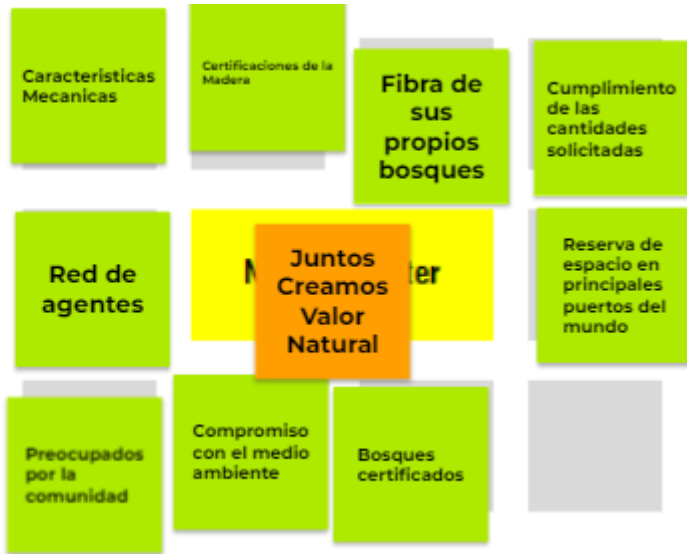 Caracteristicas
Mecanicas
Certificaciones de la
Madera
Fibra de
sus
propios
bosques
Cumplimiento
de las
cantidades
solicitadas
Red de
agentes
Juntos
Creamos
Valor
Natural
Reserva de
espacio en
principales
puertos del
mundo
Preocupados
por la
comunidad
Compromiso
con el medio
ambiente
Bosques
certificados